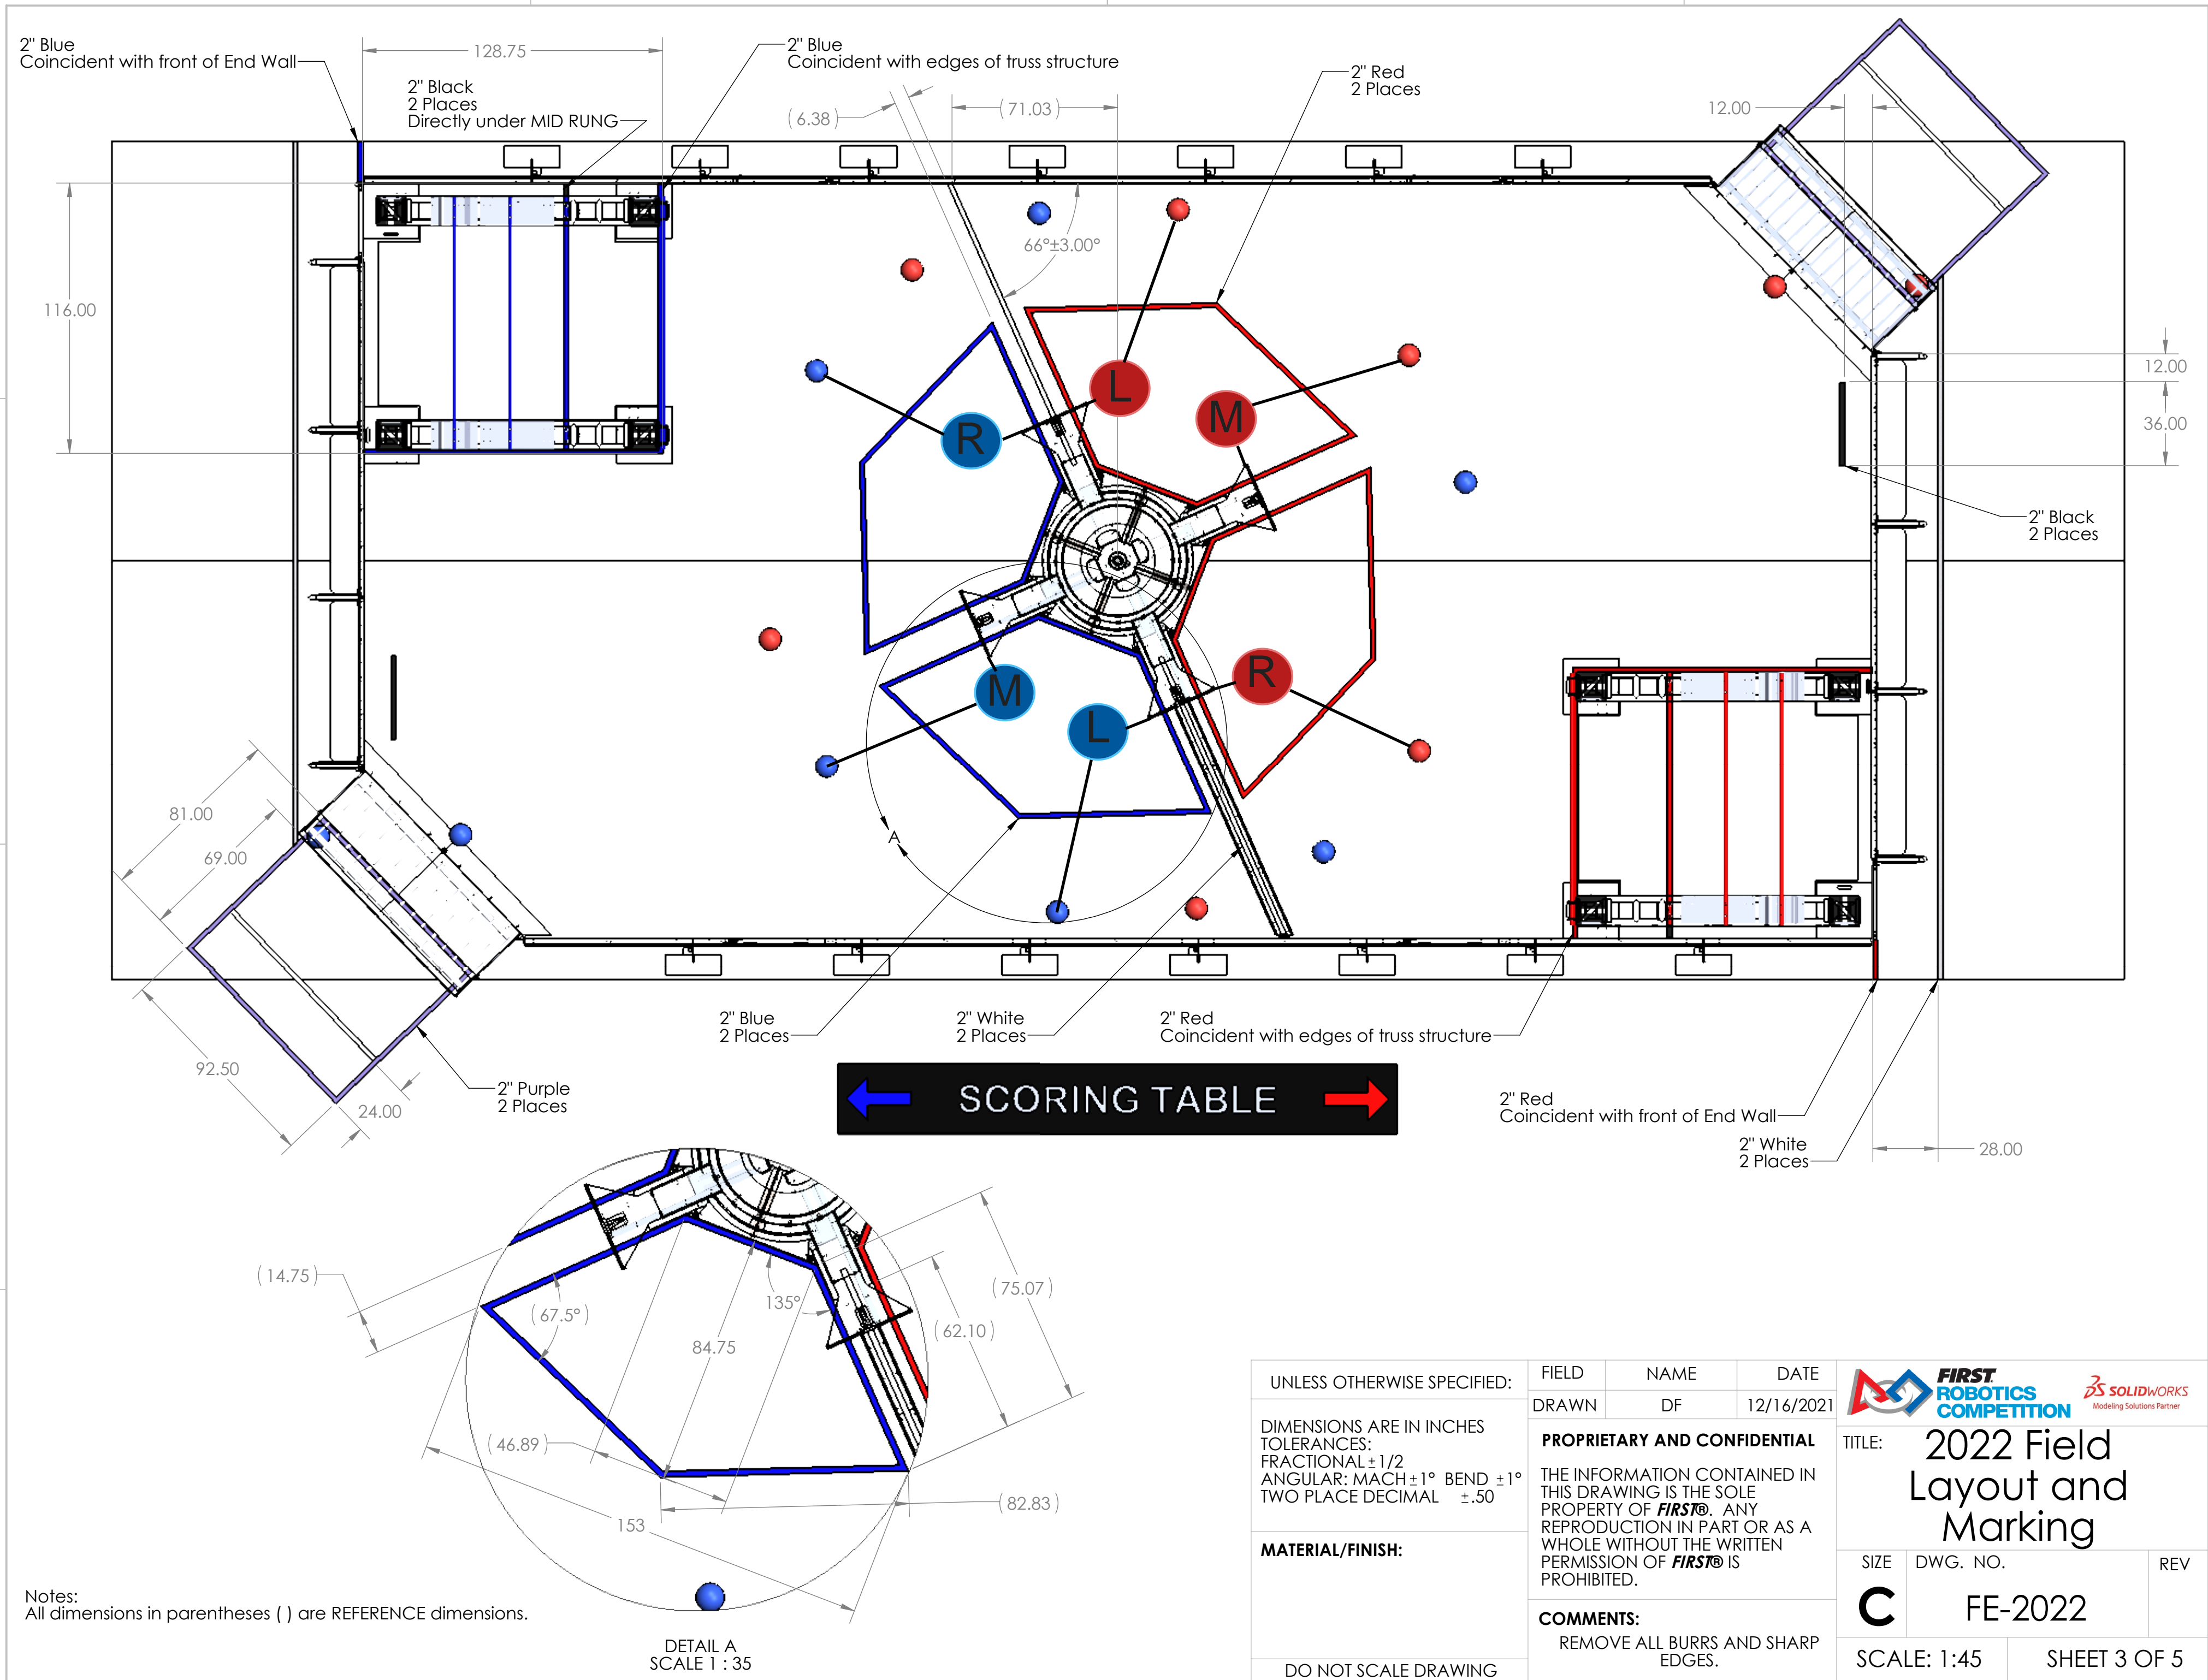 2" Blue
Coincident with front of End Wall
128.75
2" Black
2 Places
Directly under MID RUNG
2" Blue
Coincident with edges of truss structure
(6.38)
(71.03)
2" Red
2 Places
12.00
66°±3.00°
116.00
12.00
36.00
2" Black
2 Places
L
M
R
R
M
L
A
81.00
69.00
92.50
24.00
2" Purple
2 Places
2" Blue
2 Places
2" White
2 Places
2" Red
Coincident with edges of truss structure
SCORING TABLE
2" Red
Coincident with front of End Wall
2" White
2 Places
28.00
(14.75)
(67.5°)
135°
84.75
(75.07)
(62.10)
(46.89)
(82.83)
153
Notes:
All dimensions in parentheses ( ) are REFERENCE dimensions.
DETAIL A
SCALE 1 : 35
UNLESS OTHERWISE SPECIFIED:
DIMENSIONS ARE IN INCHES
TOLERANCES:
FRACTIONAL ±1/2
ANGULAR: MACH±1° BEND ±1°
TWO PLACE DECIMAL ±.50
MATERIAL/FINISH:
DO NOT SCALE DRAWING
FIELD NAME DATE
DRAWN DF 12/16/2021
PROPRIETARY AND CONFIDENTIAL
THE INFORMATION CONTAINED IN
THIS DRAWING IS THE SOLE
PROPERTY OF FIRST®. ANY
REPRODUCTION IN PART OR AS A
WHOLE WITHOUT THE WRITTEN
PERMISSION OF FIRST® IS
PROHIBITED.
COMMENTS:
REMOVE ALL BURRS AND SHARP
EDGES.
FIRST
ROBOTICS
COMPETITION
SOLIDWORKS
Modeling Solutions Partner
TITLE:
2022 Field
Layout and
Marking
SIZE DWG. NO. REV
C FE-2022
SCALE: 1:45 SHEET 3 OF 5